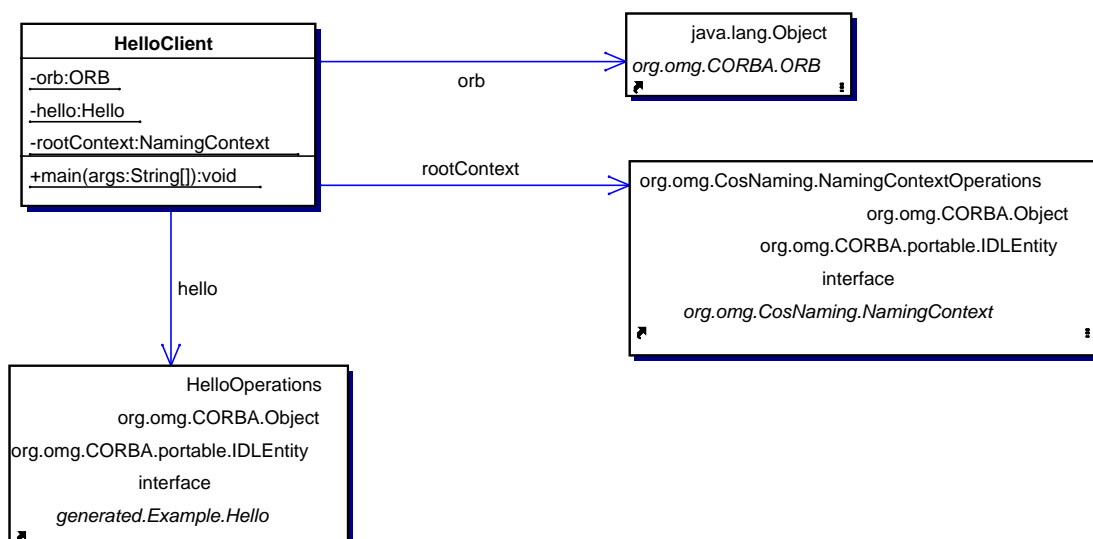 HelloClient
-orb:ORB
-hello:Hello
-rootContext:NamingContext
+main(args:String[]):void
orb
java.lang.Object
org.omg.CORBA.ORB
rootContext
org.omg.CosNaming.NamingContextOperations
org.omg.CORBA.Object
org.omg.CORBA.portable.IDLEntity
interface
org.omg.CosNaming.NamingContext
hello
HelloOperations
org.omg.CORBA.Object
org.omg.CORBA.portable.IDLEntity
interface
generated.Example.Hello